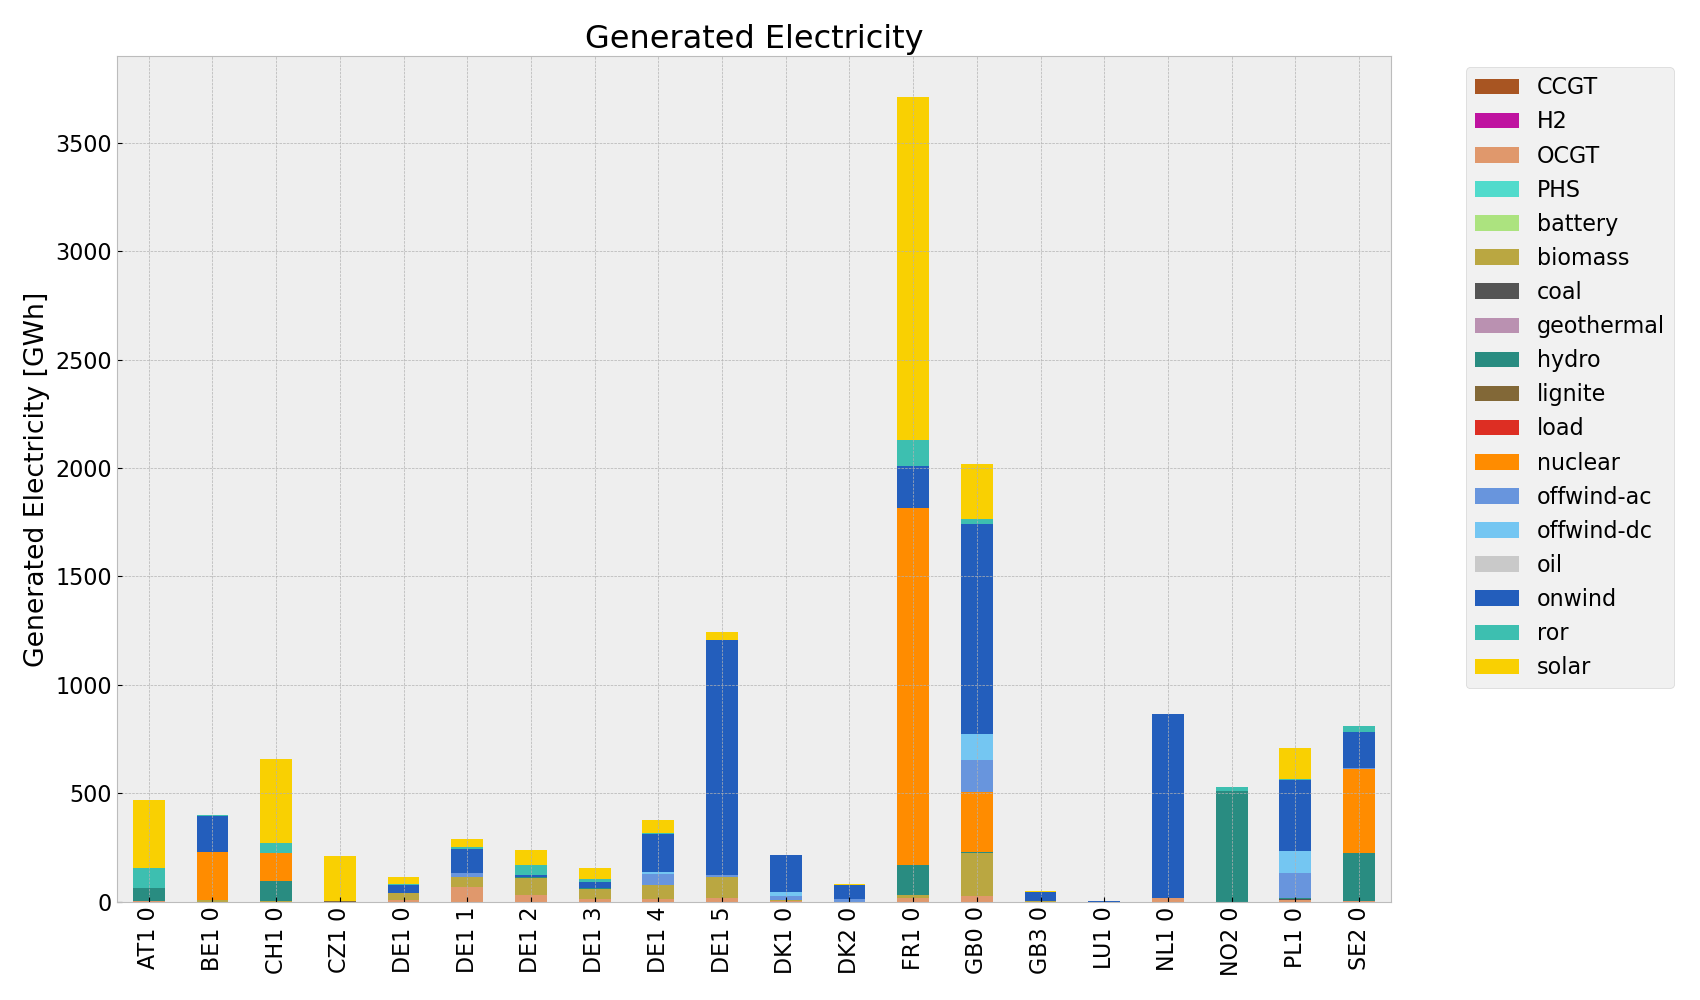 Generated Electricity
Generated Electricity [GWh]
3500
3000
2500
2000
1500
1000
500
0
AT1 0
BE1 0
CH1 0
CZ1 0
DE1 0
DE1 1
DE1 2
DE1 3
DE1 4
DE1 5
DK1 0
DK2 0
FR1 0
GB0 0
GB3 0
LU1 0
NL1 0
NO2 0
PL1 0
SE2 0
CCGT
H2
OCGT
PHS
battery
biomass
coal
geothermal
hydro
lignite
load
nuclear
offwind-ac
offwind-dc
oil
onwind
ror
solar